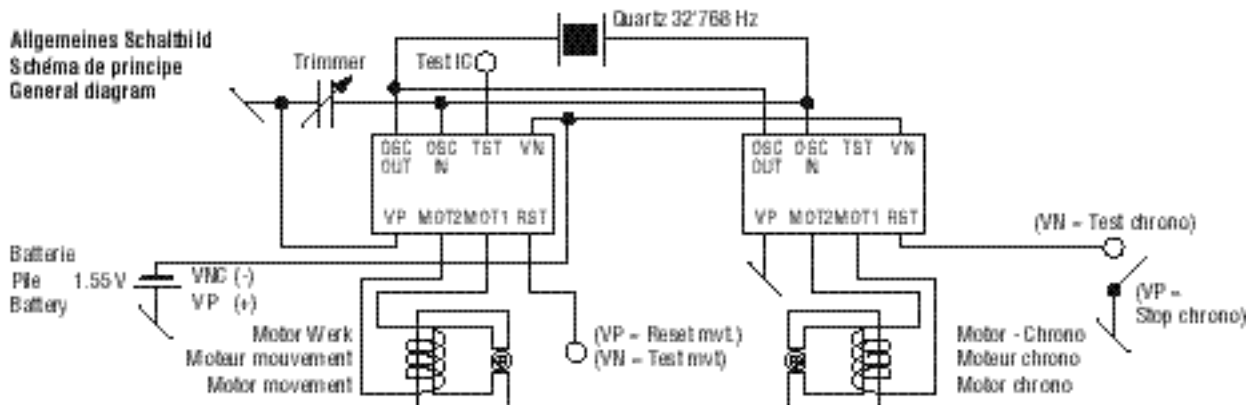 Quartz 32'768 Hz
Allgemeines Schaltbild
Schéma de principe
General diagram
Trimmer
Test IC
OSC OSC TST VN
OUT IN
VP MOT2 MOT1 RST
OSC OSC TST VN
OUT IN
VP MOT2 MOT1 RST
(VN = Test chrono)
Batterie
Pile 1.55 V
Battery
VNC (-)
VP (+)
(VP =
Stop chrono)
Motor Werk
Moteur mouvement
Motor movement
(VP = Reset mvt.)
(VN = Test mvt)
Motor - Chrono
Moteur chrono
Motor chrono